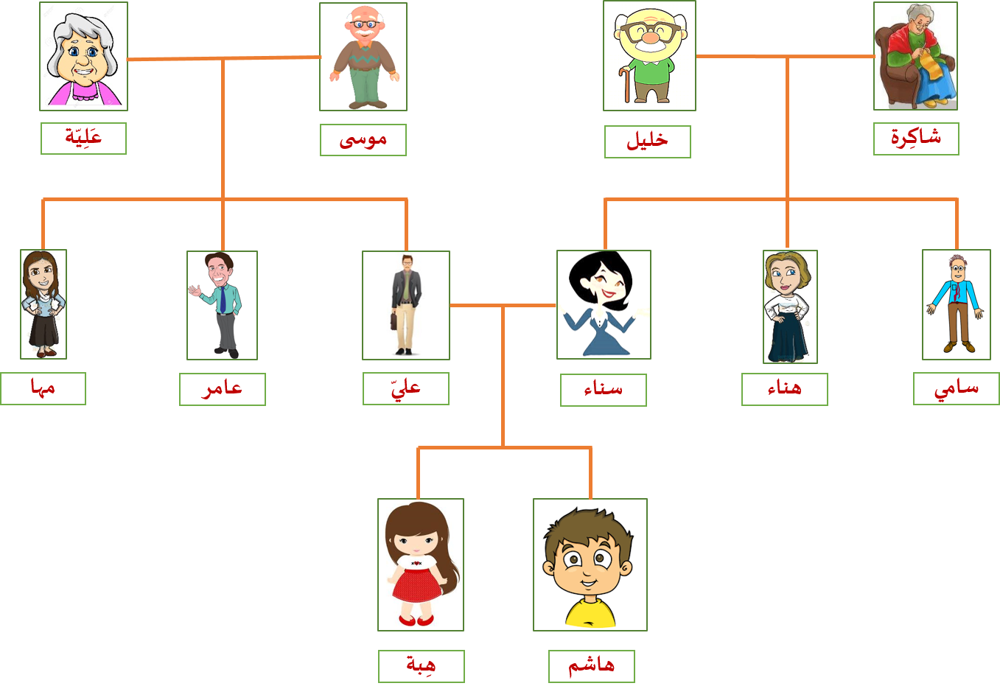 شاكِرة
خليل
موسى
عَلِيّة
سامي
هناء
سناء
عليّ
عامر
مها
هاشم
هِبة